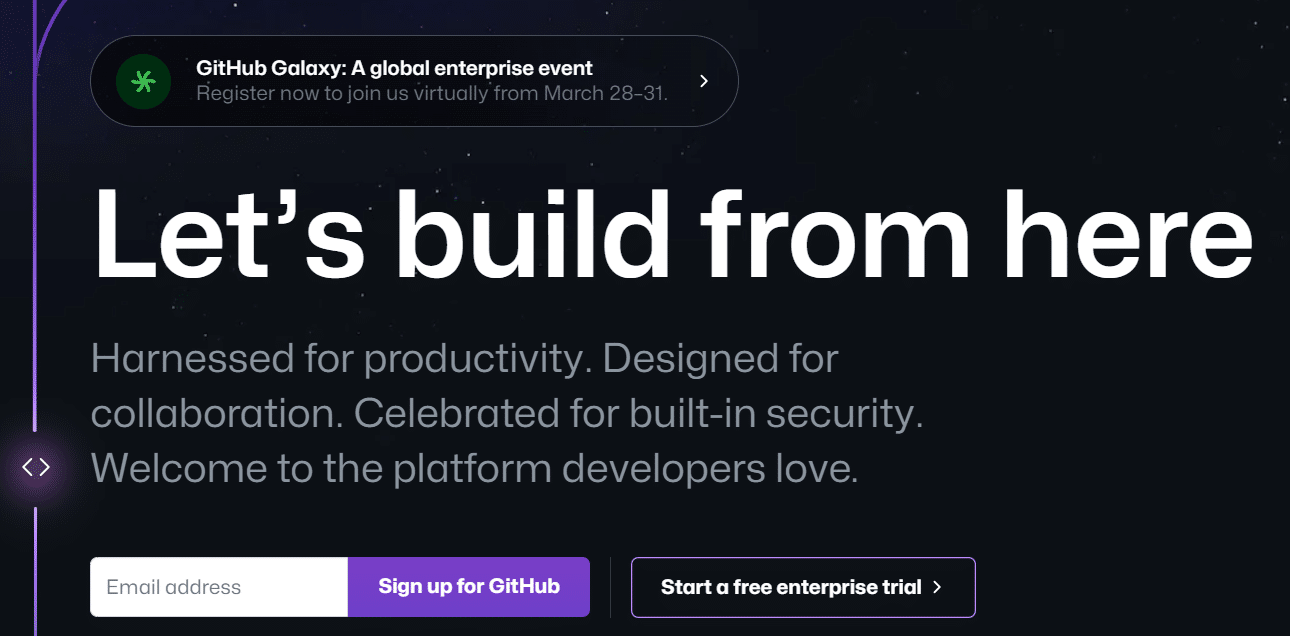 GitHub Galaxy: A global enterprise event
Register now to join us virtually from March 28–31.
Let’s build from here
Harnessed for productivity. Designed for
collaboration. Celebrated for built-in security.
Welcome to the platform developers love.
Email address
Sign up for GitHub
Start a free enterprise trial